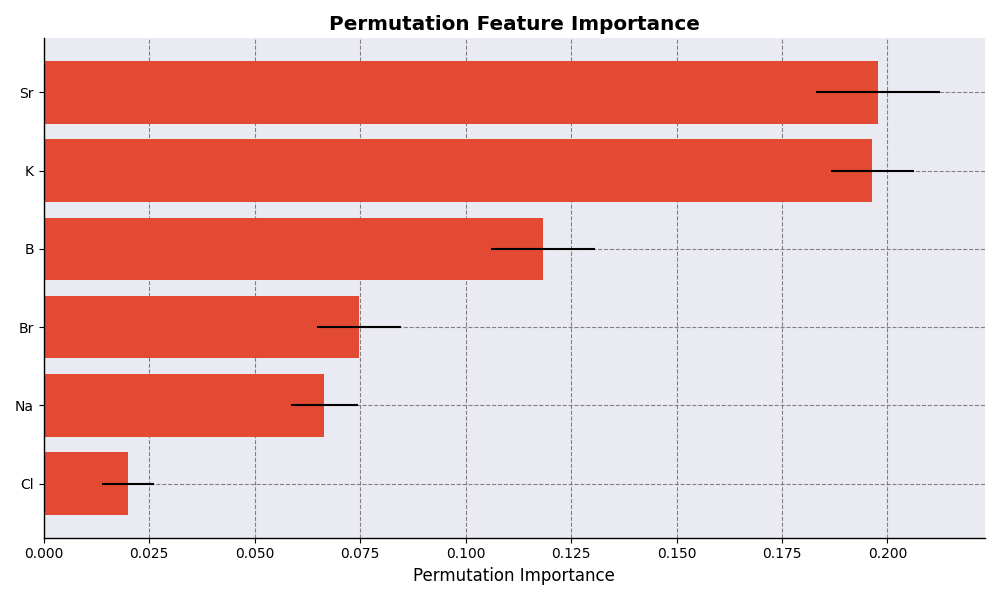 Permutation Feature Importance
Sr
K
B
Br
Na
Cl
0.000 0.025 0.050 0.075 0.100 0.125 0.150 0.175 0.200
Permutation Importance